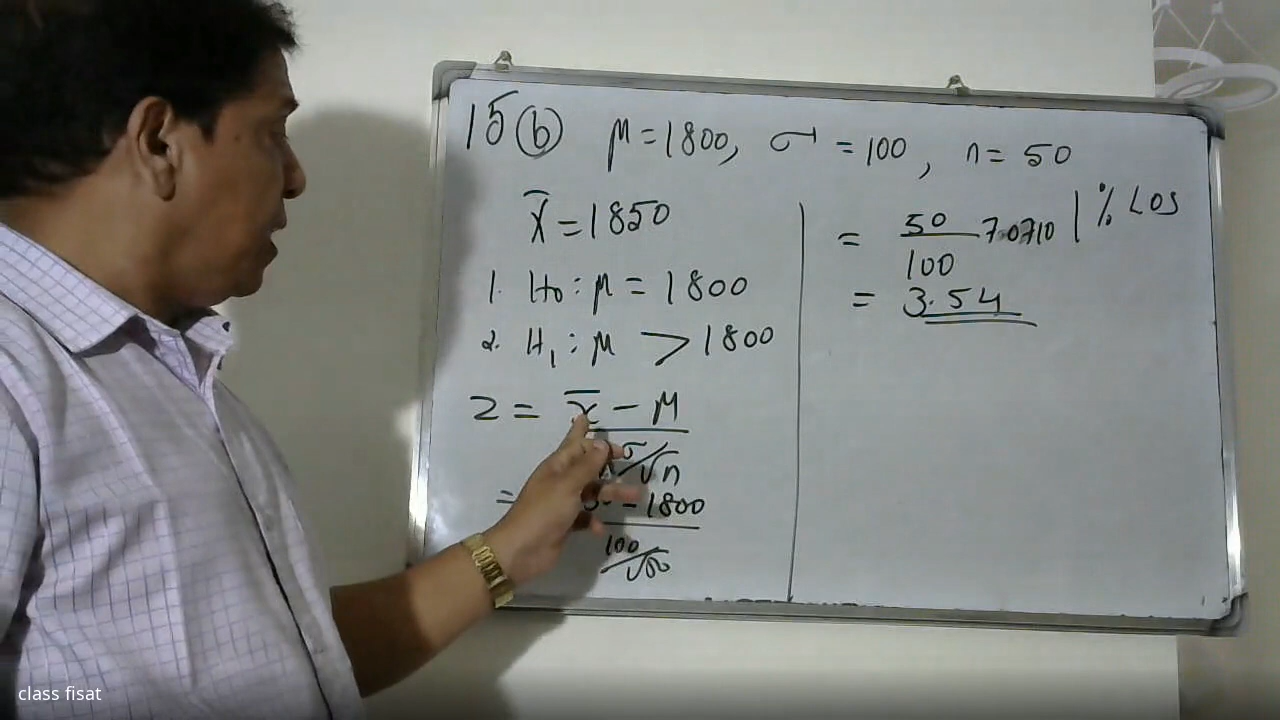 15 (b) μ = 1800, σ = 100, n = 50
x̄ = 1850
1. H₀ : μ = 1800
2. H₁ : μ > 1800
Z = x̄ - μ
σ/√n
= - 1800
100/√50
= 50 7.0710 1% LOS
100
= 3.54
class fisat